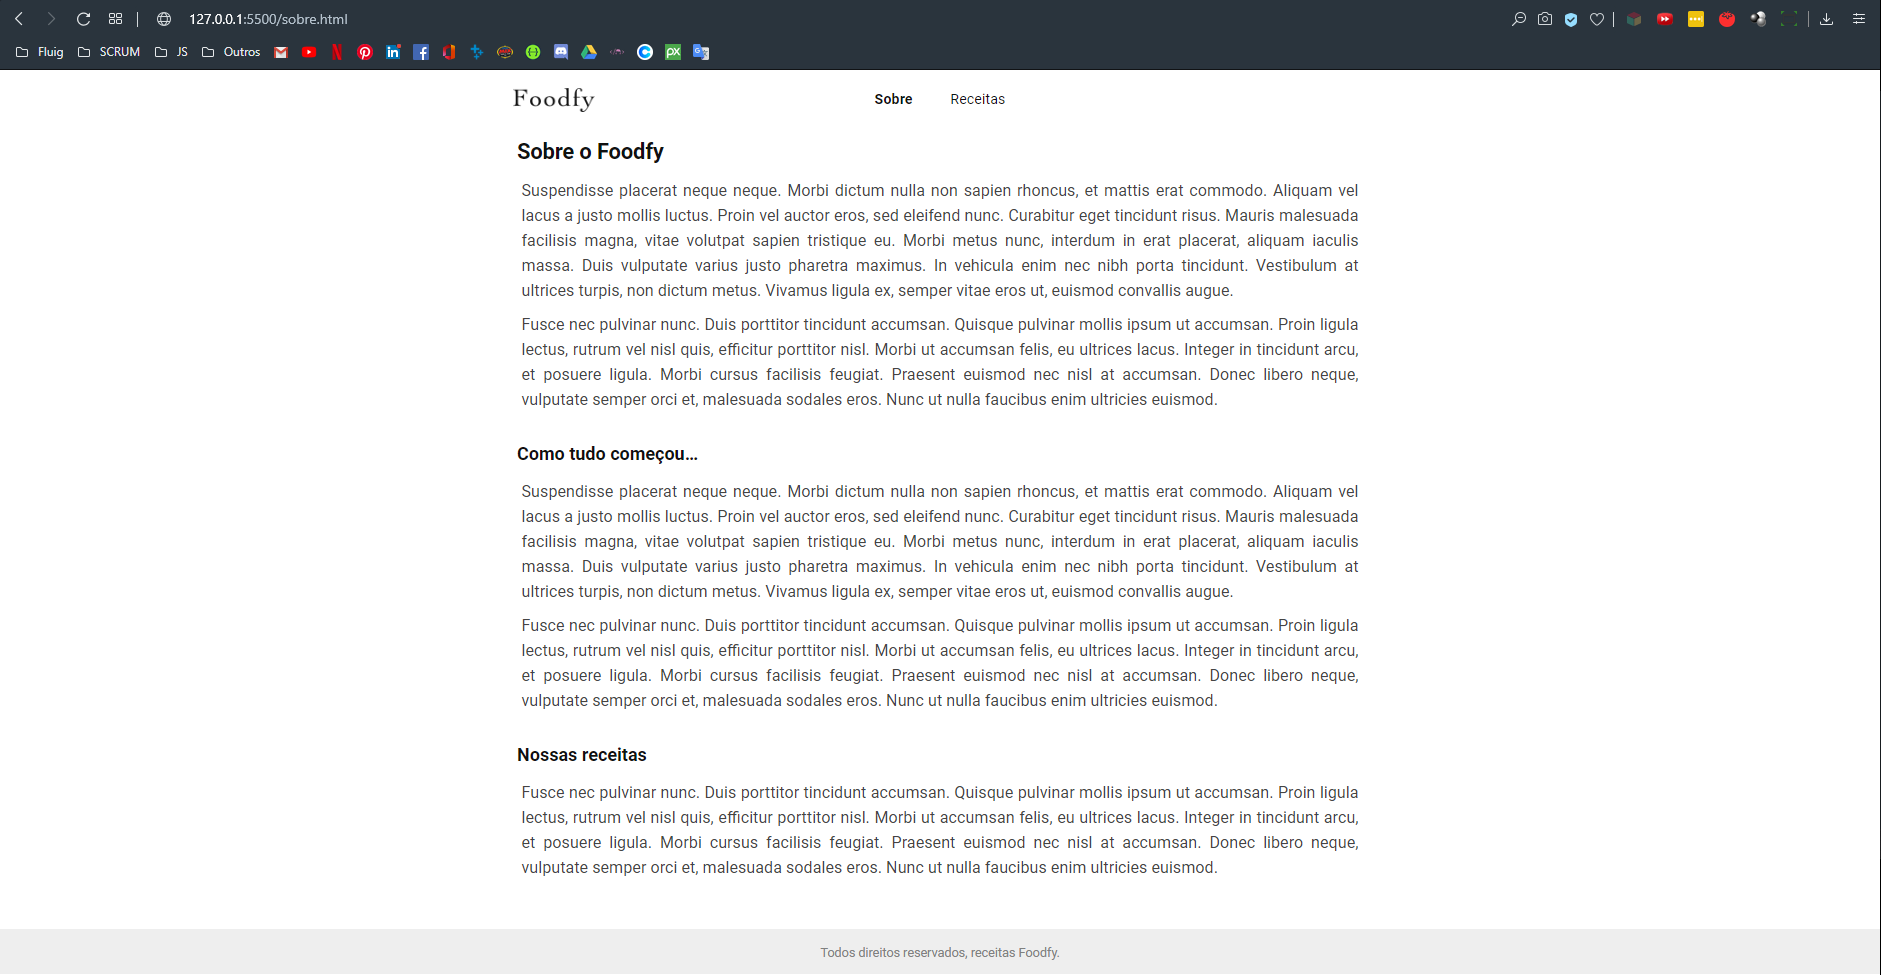 127.0.0.1:5500/sobre.html
Fluig SCRUM JS Outros
Foodfy Sobre Receitas
Sobre o Foodfy
Suspendisse placerat neque neque. Morbi dictum nulla non sapien rhoncus, et mattis erat commodo. Aliquam vel
lacus a justo mollis luctus. Proin vel auctor eros, sed eleifend nunc. Curabitur eget tincidunt risus. Mauris malesuada
facilisis magna, vitae volutpat sapien tristique eu. Morbi metus nunc, interdum in erat placerat, aliquam iaculis
massa. Duis vulputate varius justo pharetra maximus. In vehicula enim nec nibh porta tincidunt. Vestibulum at
ultrices turpis, non dictum metus. Vivamus ligula ex, semper vitae eros ut, euismod convallis augue.
Fusce nec pulvinar nunc. Duis porttitor tincidunt accumsan. Quisque pulvinar mollis ipsum ut accumsan. Proin ligula
lectus, rutrum vel nisl quis, efficitur porttitor nisl. Morbi ut accumsan felis, eu ultrices lacus. Integer in tincidunt arcu,
et posuere ligula. Morbi cursus facilisis feugiat. Praesent euismod nec nisl at accumsan. Donec libero neque,
vulputate semper orci et, malesuada sodales eros. Nunc ut nulla faucibus enim ultricies euismod.
Como tudo começou...
Suspendisse placerat neque neque. Morbi dictum nulla non sapien rhoncus, et mattis erat commodo. Aliquam vel
lacus a justo mollis luctus. Proin vel auctor eros, sed eleifend nunc. Curabitur eget tincidunt risus. Mauris malesuada
facilisis magna, vitae volutpat sapien tristique eu. Morbi metus nunc, interdum in erat placerat, aliquam iaculis
massa. Duis vulputate varius justo pharetra maximus. In vehicula enim nec nibh porta tincidunt. Vestibulum at
ultrices turpis, non dictum metus. Vivamus ligula ex, semper vitae eros ut, euismod convallis augue.
Fusce nec pulvinar nunc. Duis porttitor tincidunt accumsan. Quisque pulvinar mollis ipsum ut accumsan. Proin ligula
lectus, rutrum vel nisl quis, efficitur porttitor nisl. Morbi ut accumsan felis, eu ultrices lacus. Integer in tincidunt arcu,
et posuere ligula. Morbi cursus facilisis feugiat. Praesent euismod nec nisl at accumsan. Donec libero neque,
vulputate semper orci et, malesuada sodales eros. Nunc ut nulla faucibus enim ultricies euismod.
Nossas receitas
Fusce nec pulvinar nunc. Duis porttitor tincidunt accumsan. Quisque pulvinar mollis ipsum ut accumsan. Proin ligula
lectus, rutrum vel nisl quis, efficitur porttitor nisl. Morbi ut accumsan felis, eu ultrices lacus. Integer in tincidunt arcu,
et posuere ligula. Morbi cursus facilisis feugiat. Praesent euismod nec nisl at accumsan. Donec libero neque,
vulputate semper orci et, malesuada sodales eros. Nunc ut nulla faucibus enim ultricies euismod.
Todos direitos reservados, receitas Foodfy.